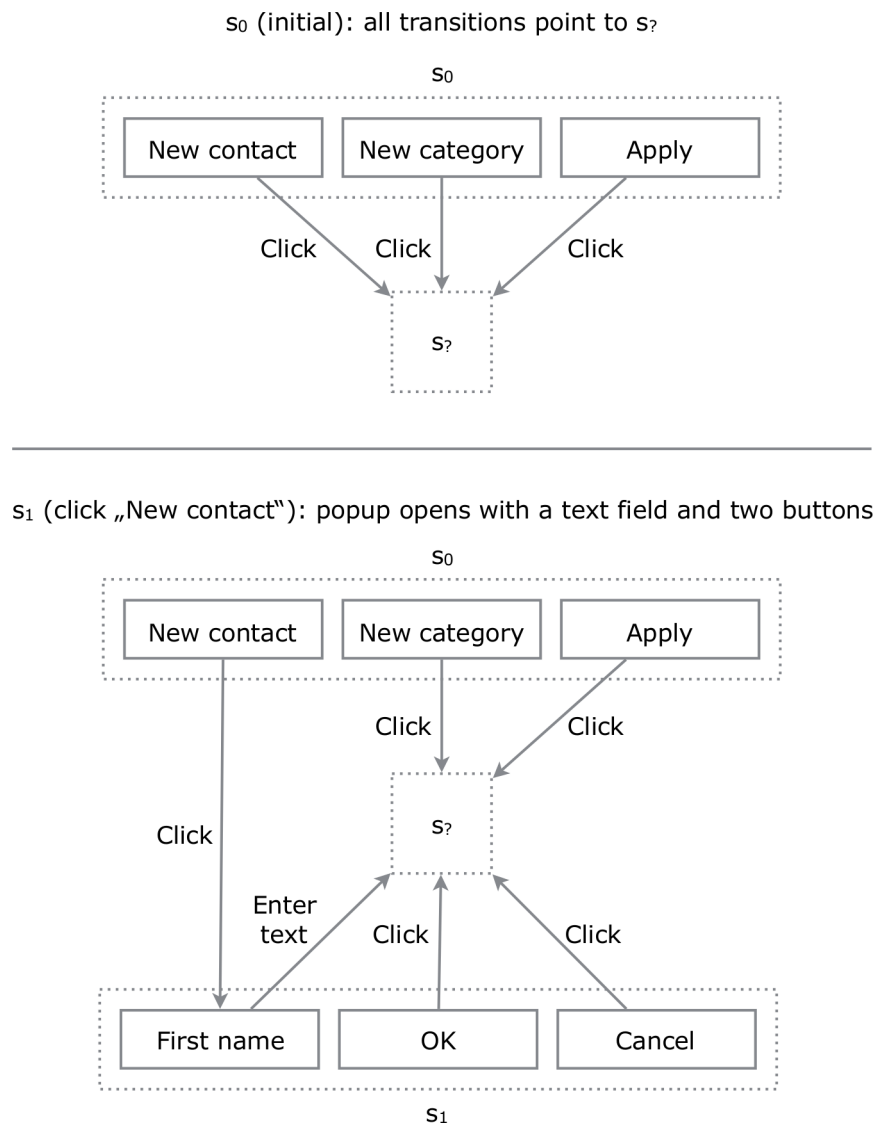 s₀ (initial): all transitions point to s?
s₀
New contact
New category
Apply
Click
Click
Click
s?
s₁ (click „New contact“): popup opens with a text field and two buttons
s₀
New contact
New category
Apply
Click
Click
s?
Click
Enter
text
Click
Click
First name
OK
Cancel
s₁